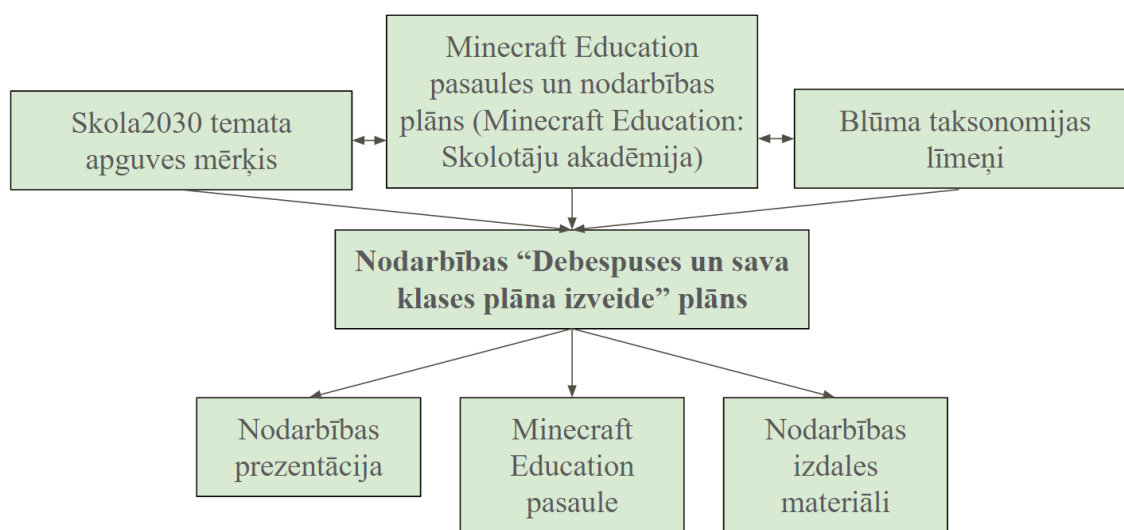 Skola2030 temata
apguves mērķis
Minecraft Education
pasaules un nodarbības
plāns (Minecraft Education:
Skolotāju akadēmija)
Blūma taksonomijas
līmeņi
Nodarbības “Debespuses un sava
klases plāna izveide” plāns
Nodarbības
prezentācija
Minecraft
Education
pasaule
Nodarbības
izdales
materiāli